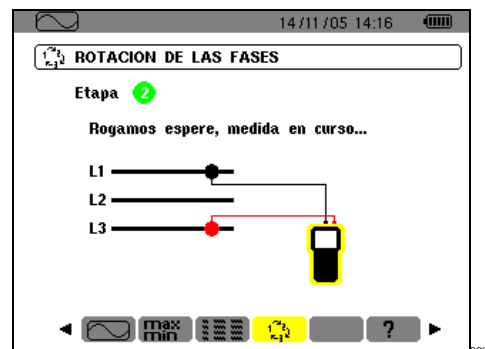 14/11/05 14:16
ROTACION DE LAS FASES
Etapa 2
Rogamos espere, medida en curso...
L1
L2
L3
max
min
?